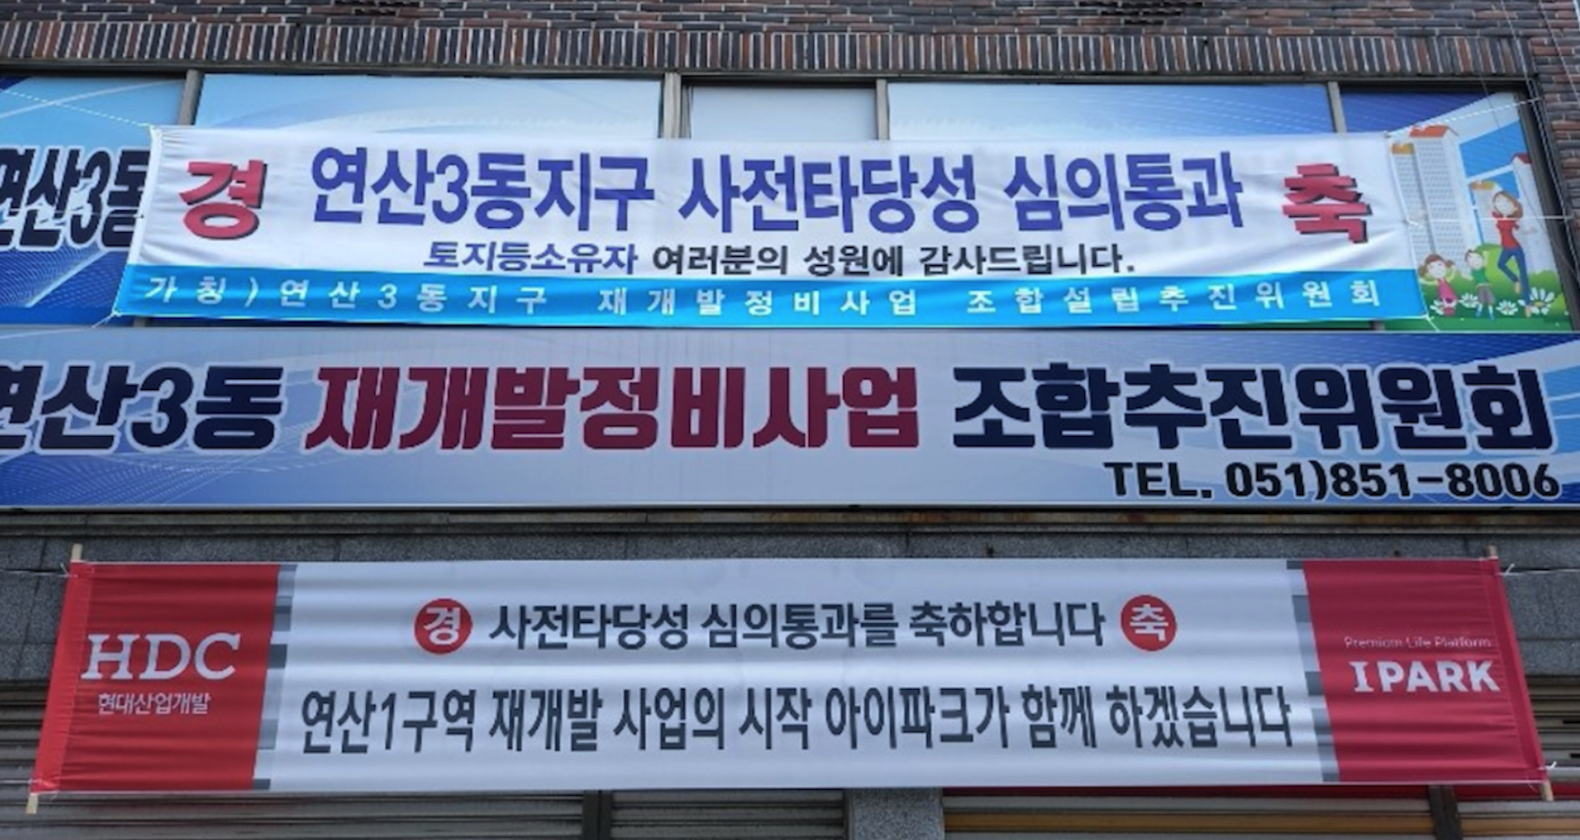 연산3동
경 연산3동지구 사전타당성 심의통과 축
토지등소유자 여러분의 성원에 감사드립니다.
가칭)연산3동지구 재개발정비사업 조합설립추진위원회
연산3동 재개발정비사업 조합추진위원회
TEL. 051)851-8006
HDC
현대산업개발
경 사전타당성 심의통과를 축하합니다 축
연산1구역 재개발 사업의 시작 아이파크가 함께 하겠습니다
Premium Life Platform
IPARK